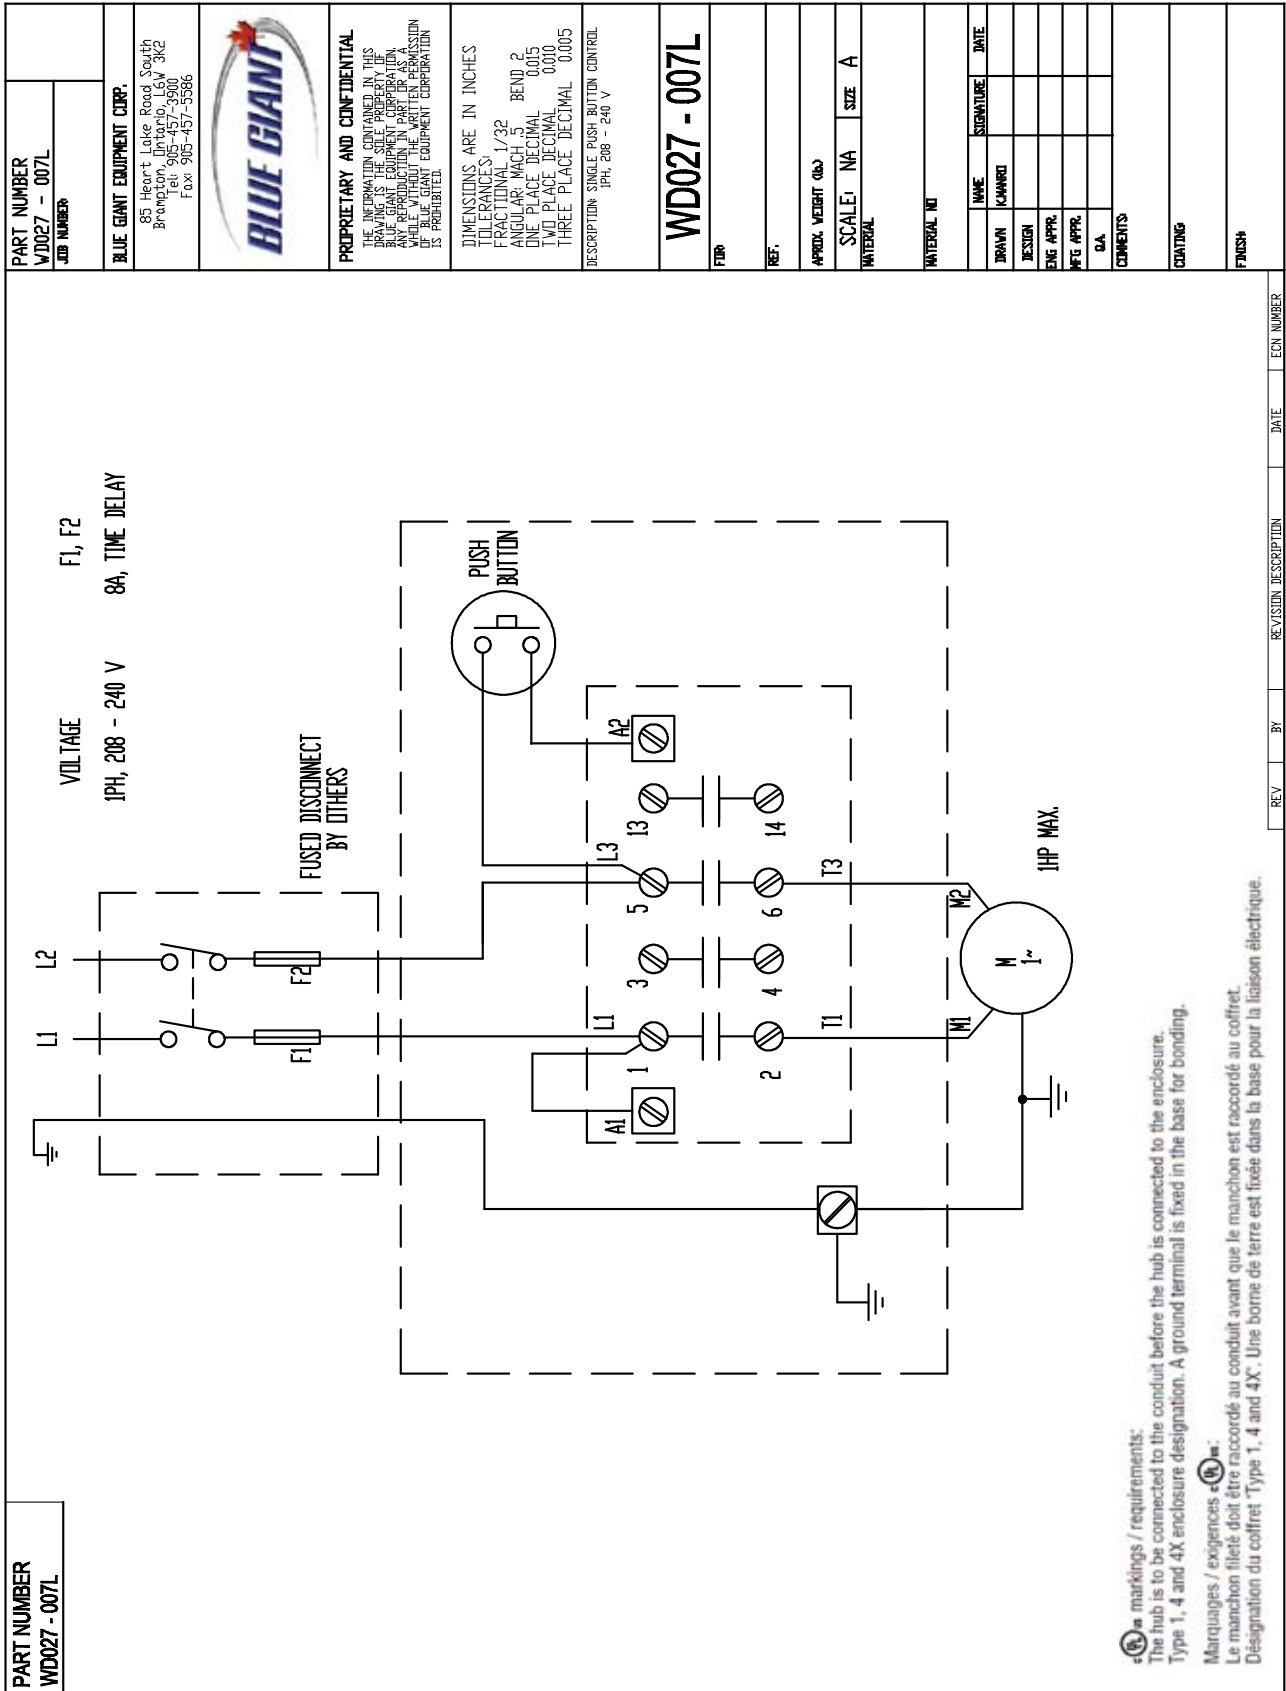 PART NUMBER
WD027 - 007L
L1
L2
VOLTAGE
F1, F2
1PH, 208 - 240 V
8A, TIME DELAY
FUSED DISCONNECT
BY OTHERS
F1
F2
PUSH
BUTTON
A1
L1
L3
A2
1
3
5
13
2
4
6
14
T1
T3
M1
M2
M
1~
1HP MAX.
c UL us markings / requirements:
The hub is to be connected to the conduit before the hub is connected to the enclosure.
Type 1, 4 and 4X enclosure designation. A ground terminal is fixed in the base for bonding.
Marquages / exigences c UL us:
Le manchon fileté doit être raccordé au conduit avant que le manchon est raccordé au coffret.
Désignation du coffret "Type 1, 4 and 4X". Une borne de terre est fixée dans la base pour la liaison électrique.
REV
BY
REVISION DESCRIPTION
DATE
ECN NUMBER
PART NUMBER
WD027 - 007L
JOB NUMBER:
BLUE GIANT EQUIPMENT CORP.
85 Heart Lake Road South
Brampton, Ontario, L6W 3K2
Tel: 905-457-3900
Fax: 905-457-5586
BLUE GIANT
PROPRIETARY AND CONFIDENTIAL
THE INFORMATION CONTAINED IN THIS
DRAWING IS THE SOLE PROPERTY OF
BLUE GIANT EQUIPMENT CORPORATION.
ANY REPRODUCTION IN PART OR AS A
WHOLE WITHOUT THE WRITTEN PERMISSION
OF BLUE GIANT EQUIPMENT CORPORATION
IS PROHIBITED.
DIMENSIONS ARE IN INCHES
TOLERANCES:
FRACTIONAL 1/32
ANGULAR: MACH .5 BEND 2
ONE PLACE DECIMAL 0.015
TWO PLACE DECIMAL 0.010
THREE PLACE DECIMAL 0.005
DESCRIPTION: SINGLE PUSH BUTTON CONTROL
1PH, 208 - 240 V
WD027 - 007L
FOR:
REF.:
APROX. WEIGHT (lb.)
SCALE: NA SIZE A
MATERIAL
MATERIAL NO
NAME SIGNATURE DATE
DRAWN K.MANRO
DESIGN
ENG APPR.
MFG APPR.
Q.A.
COMMENTS:
COATING:
FINISH: